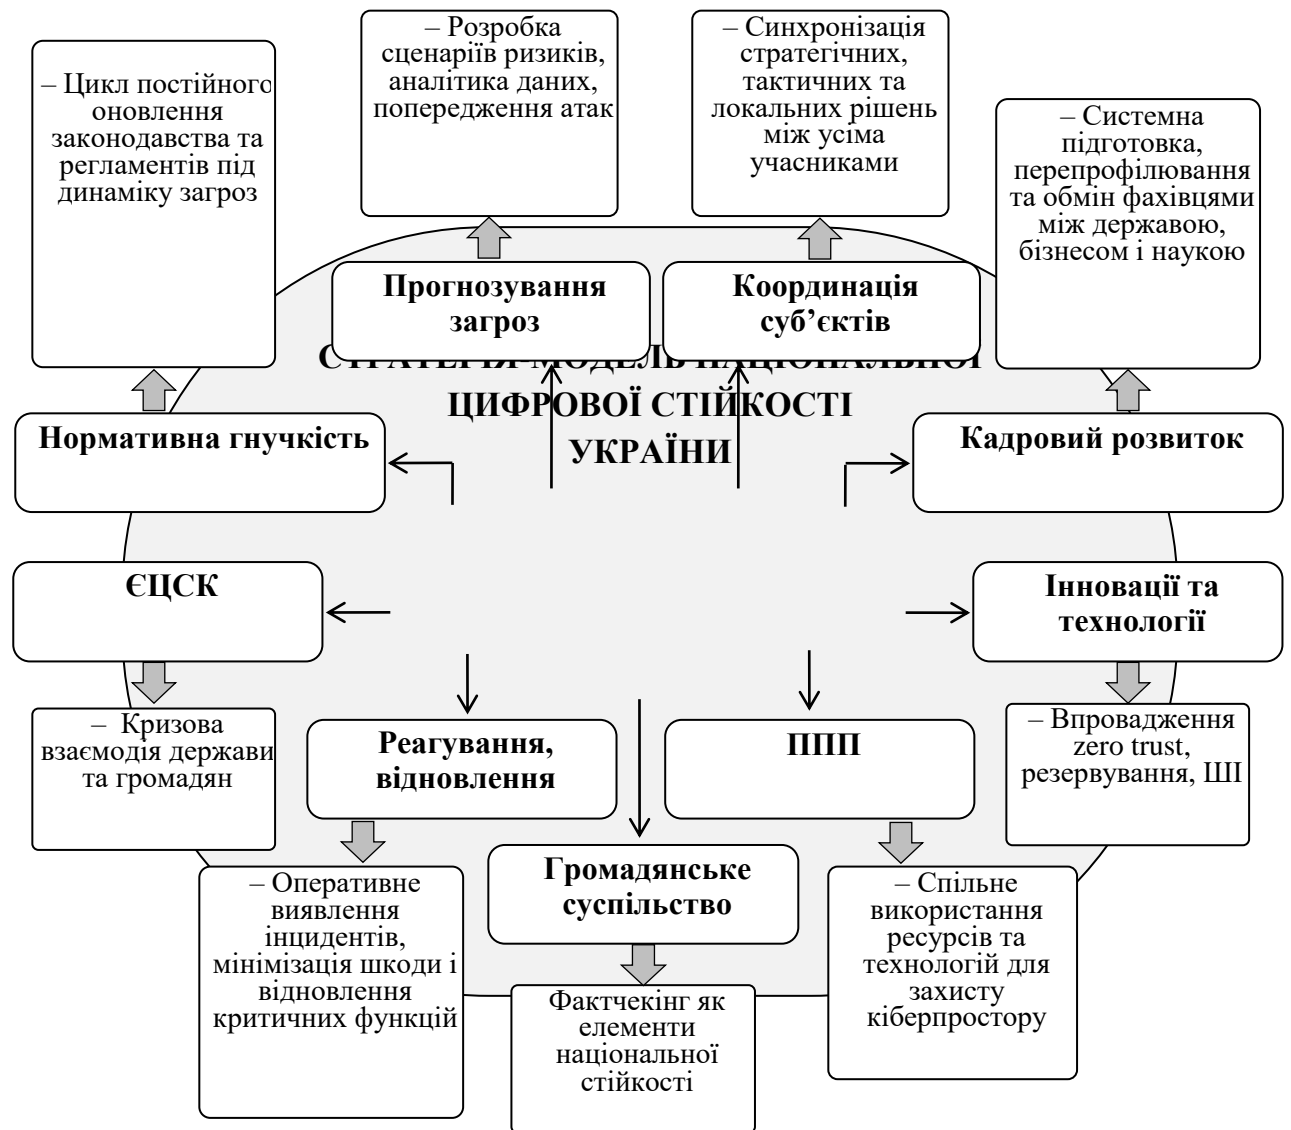 – Розробка
сценаріїв ризиків,
аналітика даних,
попередження атак
– Синхронізація
стратегічних,
тактичних та
локальних рішень
між усіма
учасниками
– Цикл постійного
оновлення
законодавства та
регламентів під
динаміку загроз
– Системна
підготовка,
перепрофілювання
та обмін фахівцями
між державою,
бізнесом і наукою
Прогнозування
загроз
Координація
суб’єктів
СТРАТЕГІЯ-МОДЕЛЬ НАЦІОНАЛЬНОЇ
ЦИФРОВОЇ СТІЙКОСТІ
УКРАЇНИ
Нормативна гнучкість
Кадровий розвиток
ЄЦСК
Інновації та
технології
– Кризова
взаємодія держави
та громадян
Реагування,
відновлення
ППП
– Впровадження
zero trust,
резервування, ШІ
– Оперативне
виявлення
інцидентів,
мінімізація шкоди і
відновлення
критичних функцій
Громадянське
суспільство
– Спільне
використання
ресурсів та
технологій для
захисту
кіберпростору
Фактчекінг як
елементи
національної
стійкості